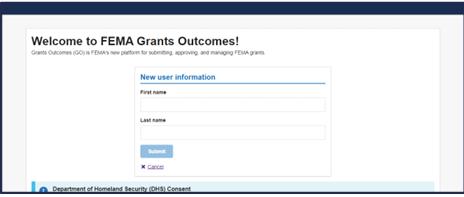 Welcome to FEMA Grants Outcomes!
Grants Outcomes (GO) is FEMA's new platform for submitting, approving, and managing FEMA grants.
New user information
First name
Last name
Submit
✖ Cancel
Department of Homeland Security (DHS) Consent